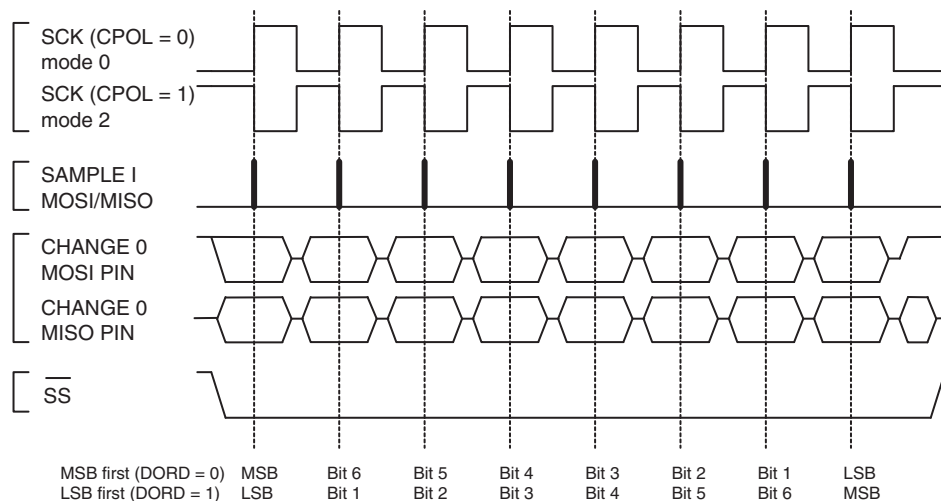 SCK (CPOL = 0)
mode 0
SCK (CPOL = 1)
mode 2
SAMPLE I
MOSI/MISO
CHANGE 0
MOSI PIN
CHANGE 0
MISO PIN
SS
MSB first (DORD = 0) MSB Bit 6 Bit 5 Bit 4 Bit 3 Bit 2 Bit 1 LSB
LSB first (DORD = 1) LSB Bit 1 Bit 2 Bit 3 Bit 4 Bit 5 Bit 6 MSB